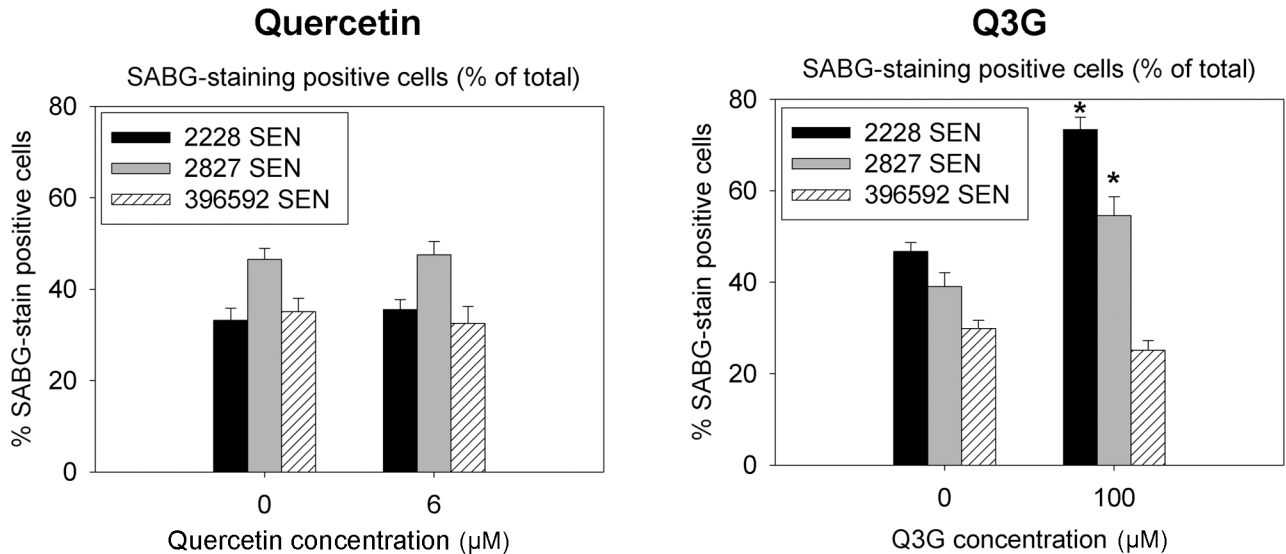 Quercetin
SABG-staining positive cells (% of total)
% SABG-stain positive cells
80
60
40
20
0
2228 SEN
2827 SEN
396592 SEN
0
6
Quercetin concentration (µM)
Q3G
SABG-staining positive cells (% of total)
% SABG-stain positive cells
80
60
40
20
0
2228 SEN
2827 SEN
396592 SEN
*
*
0
100
Q3G concentration (µM)